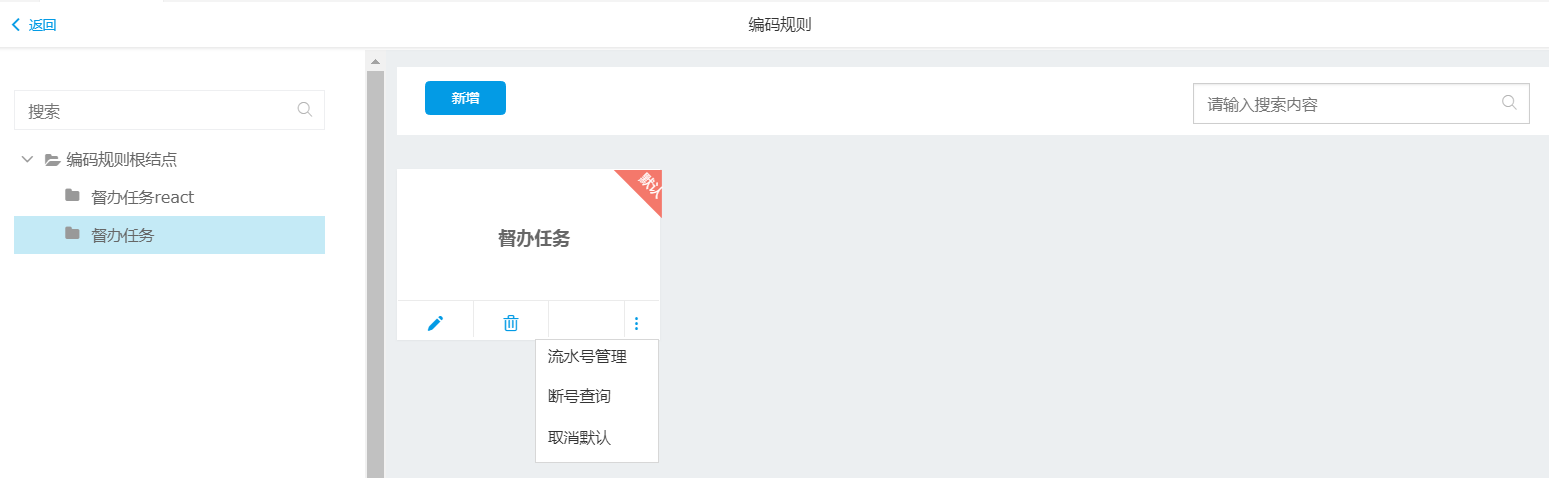 返回
编码规则
搜索
编码规则根结点
督办任务react
督办任务
新增
请输入搜索内容
默认
督办任务
流水号管理
断号查询
取消默认